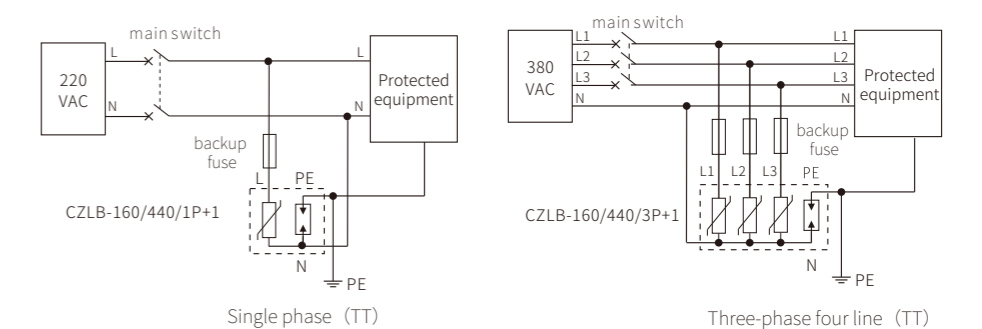 main switch
L
L
220
VAC
Protected
equipment
N
N
backup
fuse
L
PE
CZLB-160/440/1P+1
N
PE
Single phase（TT）
main switch
L1
L1
L2
L2
L3
L3
380
VAC
Protected
equipment
N
N
backup
fuse
L1
L2
L3
PE
CZLB-160/440/3P+1
N
PE
Three-phase four line（TT）